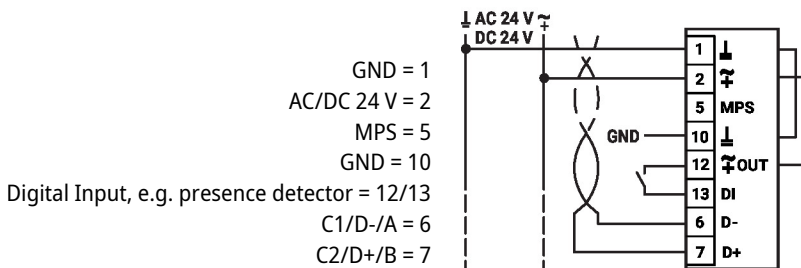 ⊥ AC 24 V ~
DC 24 V +
GND = 1
AC/DC 24 V = 2
MPS = 5
GND = 10
Digital Input, e.g. presence detector = 12/13
C1/D-/A = 6
C2/D+/B = 7
1 ⊥
2 ~+
5 MPS
GND 10 ⊥
12 ~+ OUT
13 DI
6 D-
7 D+